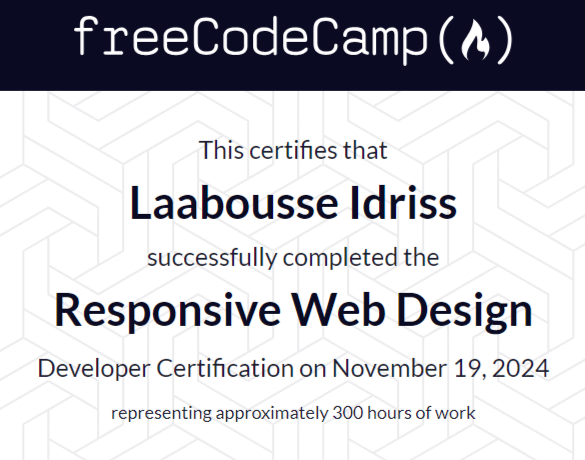 freeCodeCamp(🔥)
This certifies that
Laabousse Idriss
successfully completed the
Responsive Web Design
Developer Certification on November 19, 2024
representing approximately 300 hours of work